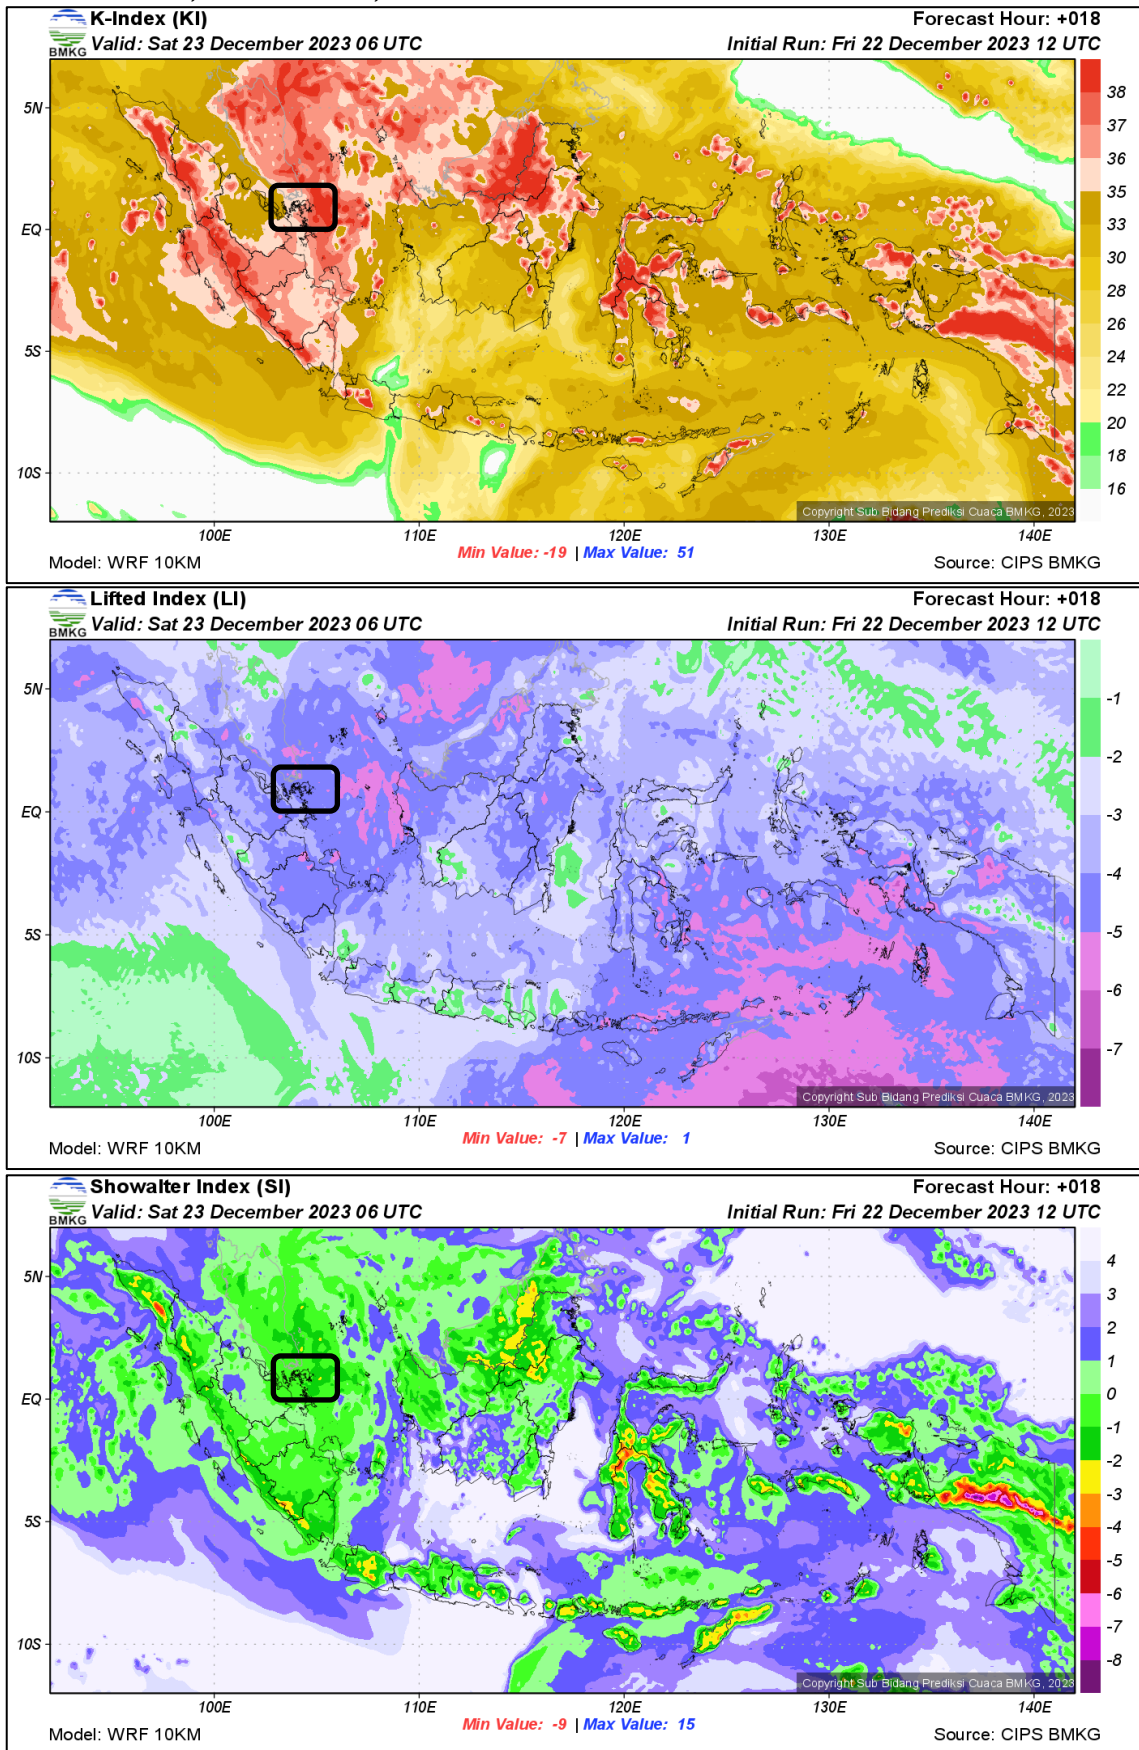 K-Index (KI)
Forecast Hour: +018
BMKG
Valid: Sat 23 December 2023 06 UTC
Initial Run: Fri 22 December 2023 12 UTC
5N
EQ
5S
10S
38
37
36
35
33
30
28
26
24
22
20
18
16
Copyright Sub Bidang Prediksi Cuaca BMKG, 2023
100E
110E
120E
130E
140E
Min Value: -19 | Max Value: 51
Model: WRF 10KM
Source: CIPS BMKG
Lifted Index (LI)
Forecast Hour: +018
BMKG
Valid: Sat 23 December 2023 06 UTC
Initial Run: Fri 22 December 2023 12 UTC
5N
EQ
5S
10S
-1
-2
-3
-4
-5
-6
-7
Copyright Sub Bidang Prediksi Cuaca BMKG, 2023
100E
110E
120E
130E
140E
Min Value: -7 | Max Value: 1
Model: WRF 10KM
Source: CIPS BMKG
Showalter Index (SI)
Forecast Hour: +018
BMKG
Valid: Sat 23 December 2023 06 UTC
Initial Run: Fri 22 December 2023 12 UTC
5N
EQ
5S
10S
4
3
2
1
0
-1
-2
-3
-4
-5
-6
-7
-8
Copyright Sub Bidang Prediksi Cuaca BMKG, 2023
100E
110E
120E
130E
140E
Min Value: -9 | Max Value: 15
Model: WRF 10KM
Source: CIPS BMKG